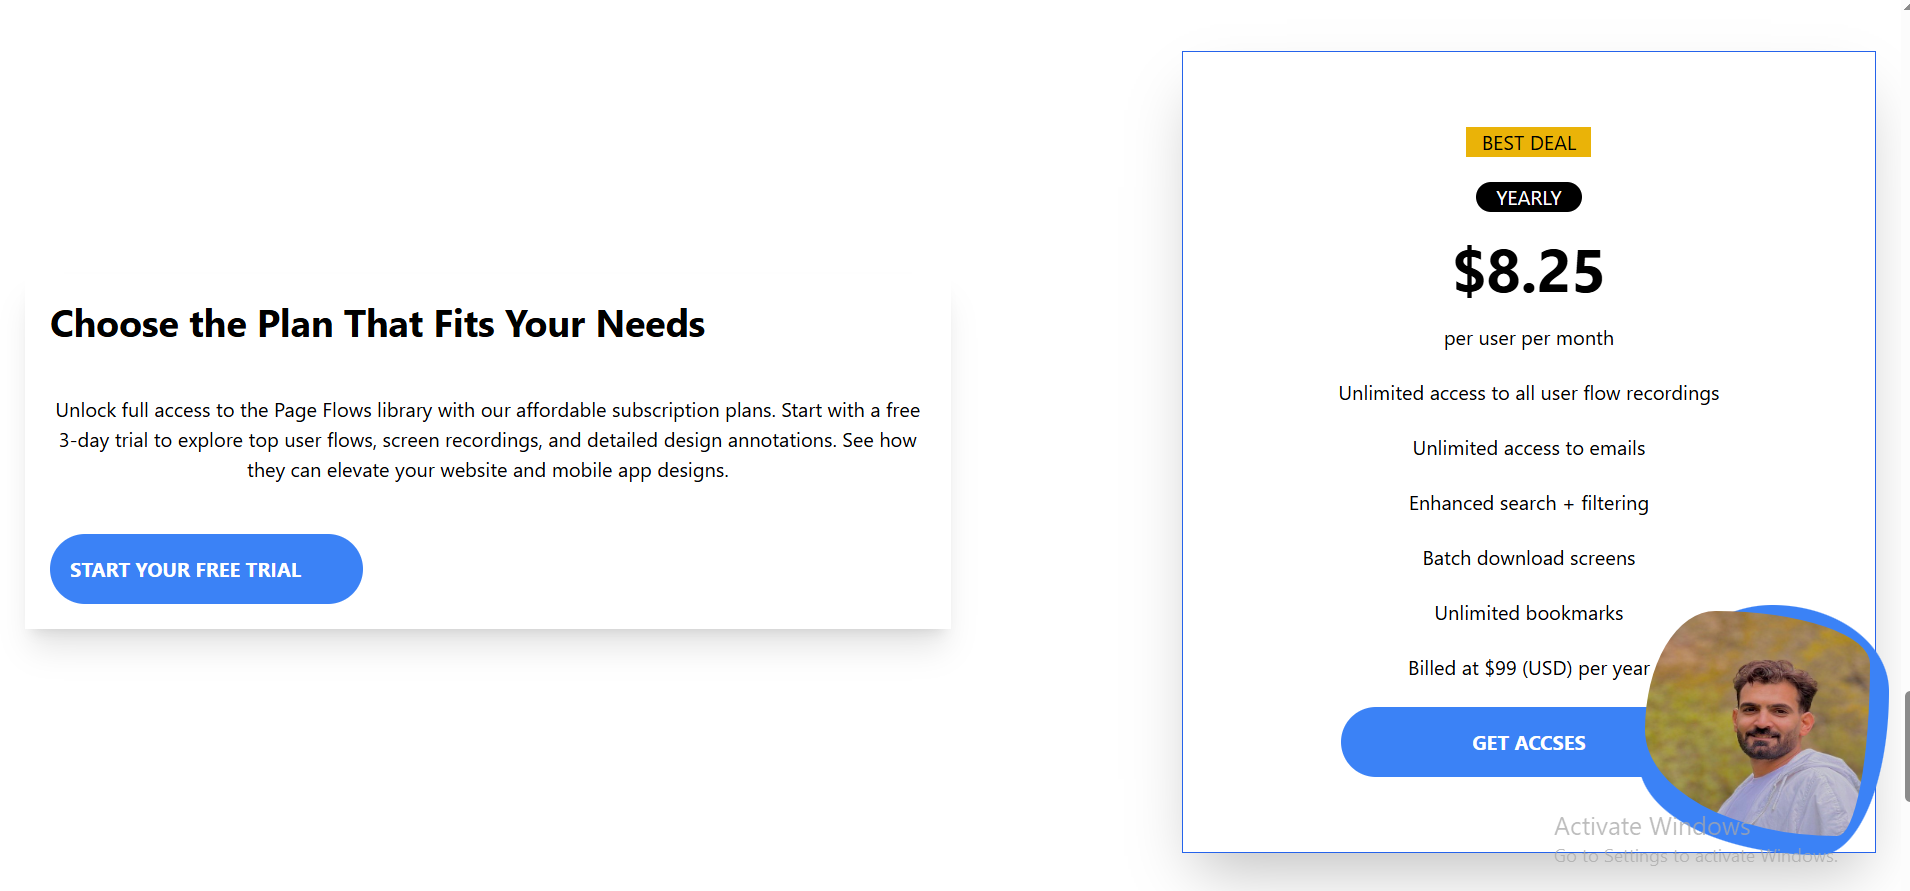 Choose the Plan That Fits Your Needs
Unlock full access to the Page Flows library with our affordable subscription plans. Start with a free
3-day trial to explore top user flows, screen recordings, and detailed design annotations. See how
they can elevate your website and mobile app designs.
START YOUR FREE TRIAL
BEST DEAL
YEARLY
$8.25
per user per month
Unlimited access to all user flow recordings
Unlimited access to emails
Enhanced search + filtering
Batch download screens
Unlimited bookmarks
Billed at $99 (USD) per year
GET ACCSES
Activate Windows
Go to Settings to activate Windows.